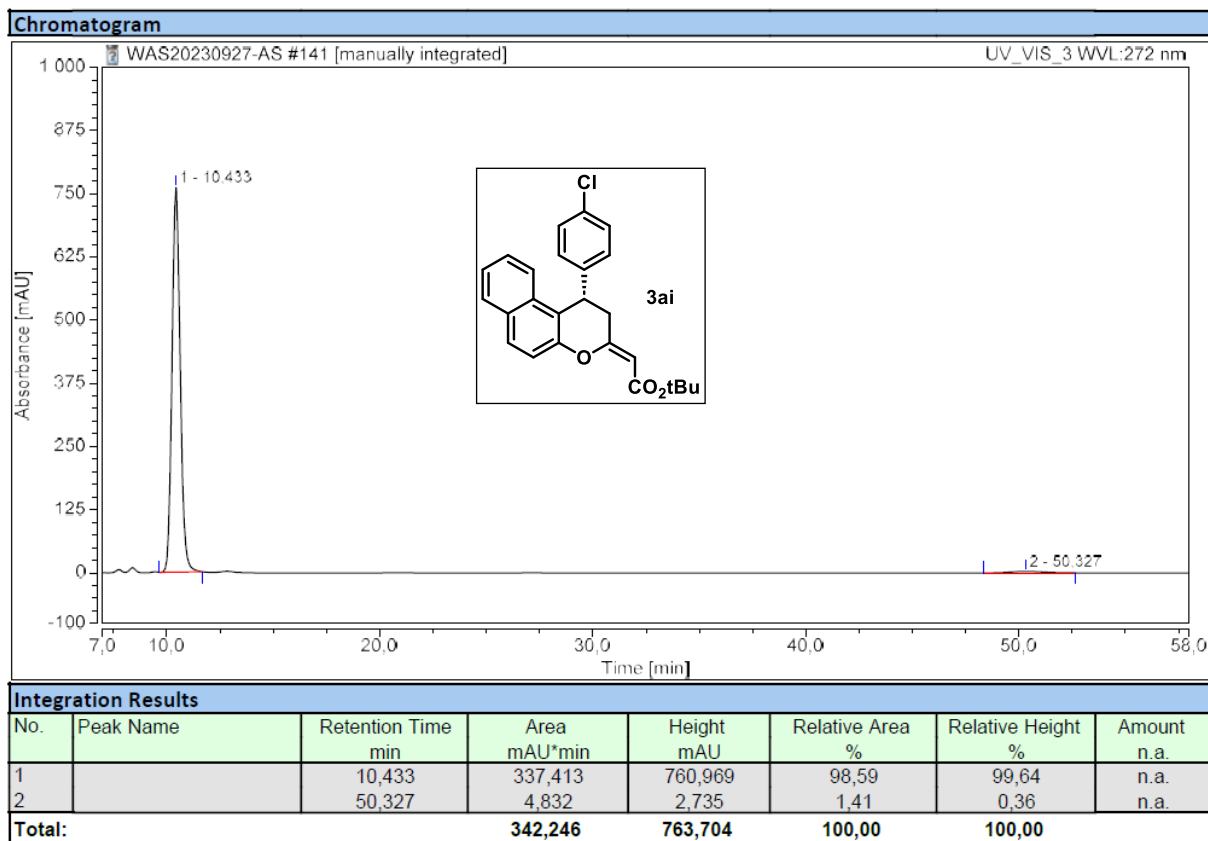 Chromatogram
WAS20230927-AS #141 [manually integrated] UV_VIS_3 WVL:272 nm
1 000
875
750
625
500
375
250
125
0
-100
Absorbance [mAU]
1 - 10,433
Cl
3ai
O
CO2tBu
2 - 50,327
7,0 10,0 20,0 30,0 40,0 50,0 58,0
Time [min]
Integration Results
No. Peak Name Retention Time Area Height Relative Area Relative Height Amount
min mAU*min mAU % % n.a.
1 10,433 337,413 760,969 98,59 99,64 n.a.
2 50,327 4,832 2,735 1,41 0,36 n.a.
Total: 342,246 763,704 100,00 100,00